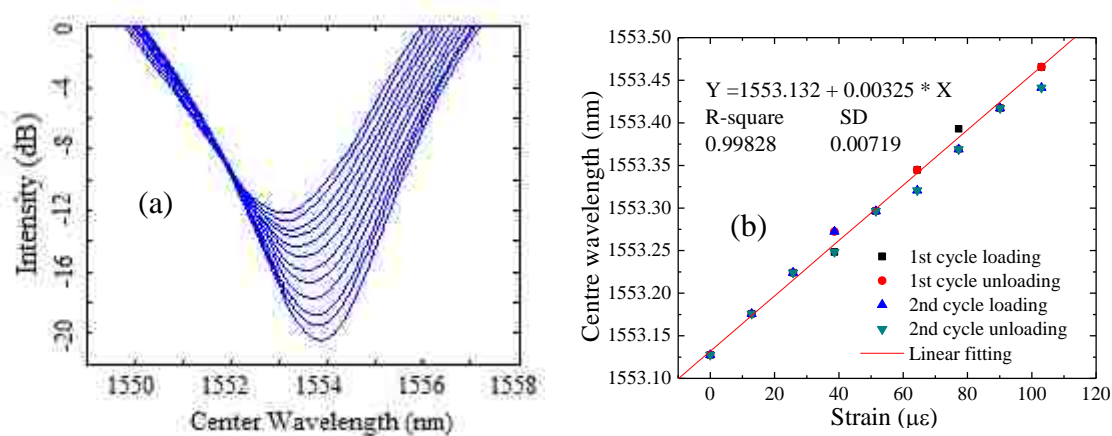 0
-4
-8
-12
-16
-20
Intensity (dB)
(a)
1550 1552 1554 1556 1558
Center Wavelength (nm)
1553.50
1553.45
1553.40
1553.35
1553.30
1553.25
1553.20
1553.15
1553.10
Centre wavelength (nm)
Y =1553.132 + 0.00325 * X
R-square SD
0.99828 0.00719
(b)
1st cycle loading
1st cycle unloading
2nd cycle loading
2nd cycle unloading
Linear fitting
0 20 40 60 80 100 120
Strain (με)